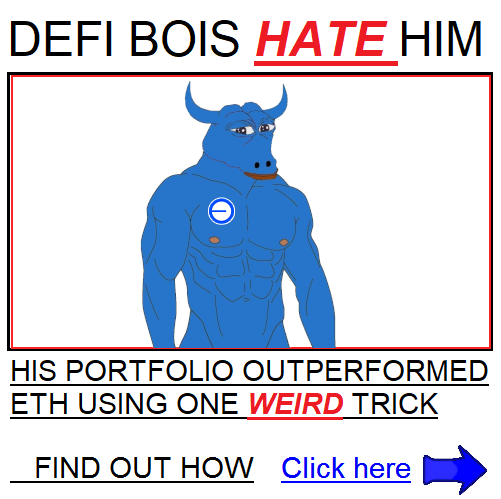 DEFI BOIS HATE HIM
HIS PORTFOLIO OUTPERFORMED
ETH USING ONE WEIRD TRICK
FIND OUT HOW Click here